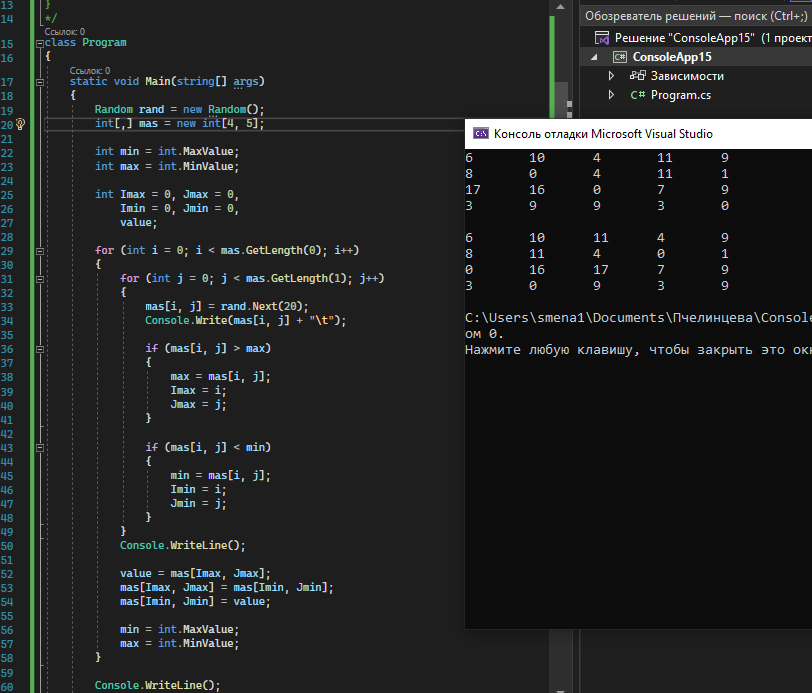 13 }
14 */
Ссылок: 0
15 class Program
16 {
Ссылок: 0
17 static void Main(string[] args)
18 {
19 Random rand = new Random();
20 int[,] mas = new int[4, 5];
21
22 int min = int.MaxValue;
23 int max = int.MinValue;
24
25 int Imax = 0, Jmax = 0,
26 Imin = 0, Jmin = 0,
27 value;
28
29 for (int i = 0; i < mas.GetLength(0); i++)
30 {
31 for (int j = 0; j < mas.GetLength(1); j++)
32 {
33 mas[i, j] = rand.Next(20);
34 Console.Write(mas[i, j] + "\t");
35
36 if (mas[i, j] > max)
37 {
38 max = mas[i, j];
39 Imax = i;
40 Jmax = j;
41 }
42
43 if (mas[i, j] < min)
44 {
45 min = mas[i, j];
46 Imin = i;
47 Jmin = j;
48 }
49 }
50 Console.WriteLine();
51
52 value = mas[Imax, Jmax];
53 mas[Imax, Jmax] = mas[Imin, Jmin];
54 mas[Imin, Jmin] = value;
55
56 min = int.MaxValue;
57 max = int.MinValue;
58 }
59
60 Console.WriteLine();
Обозреватель решений — поиск (Ctrl+;)
Решение "ConsoleApp15" (1 проект
C# ConsoleApp15
Зависимости
C# Program.cs
C:\ Консоль отладки Microsoft Visual Studio
6 10 4 11 9
8 0 4 11 1
17 16 0 7 9
3 9 9 3 0
6 10 11 4 9
8 11 4 0 1
0 16 17 7 9
3 0 9 3 9
C:\Users\smena1\Documents\Пчелинцева\Console
ом 0.
Нажмите любую клавишу, чтобы закрыть это ок